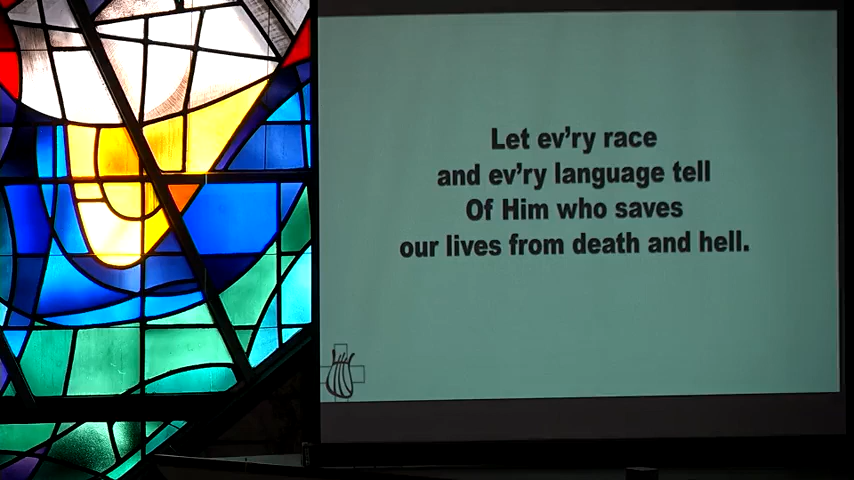 Let ev’ry race
and ev’ry language tell
Of Him who saves
our lives from death and hell.